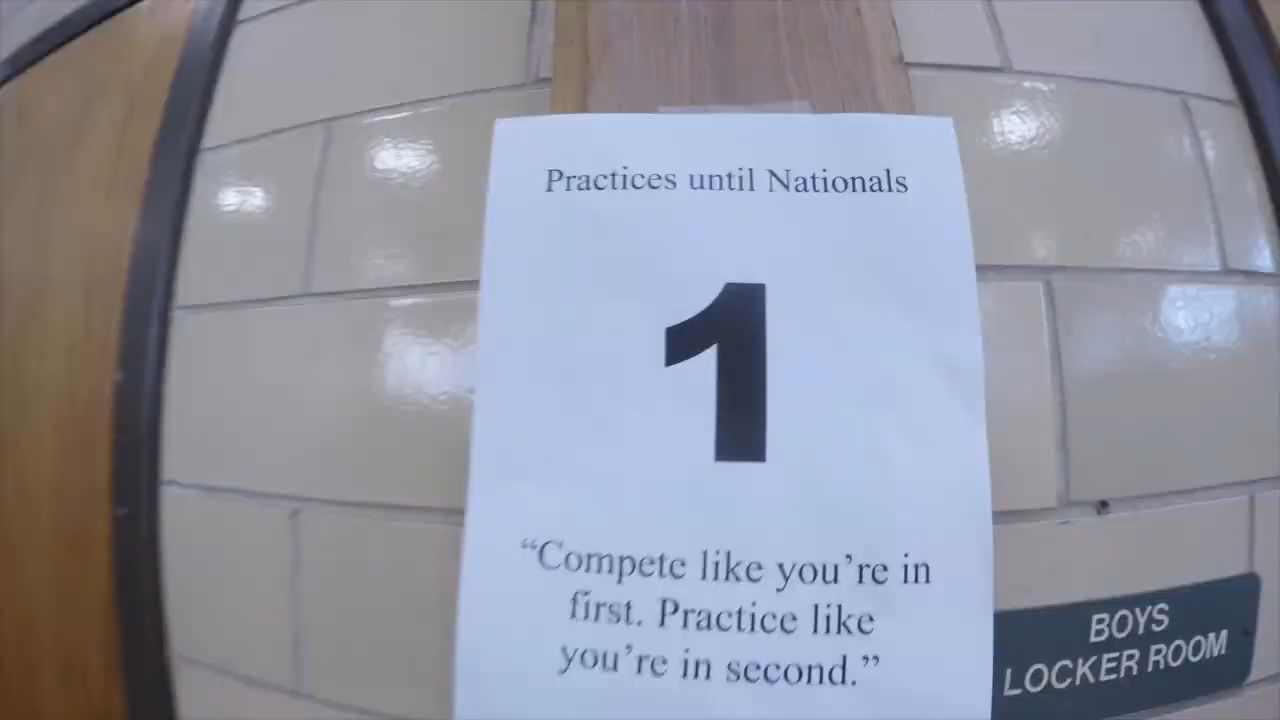 Practices until Nationals
1
“Compete like you’re in
first. Practice like
you’re in second.”
BOYS
LOCKER ROOM